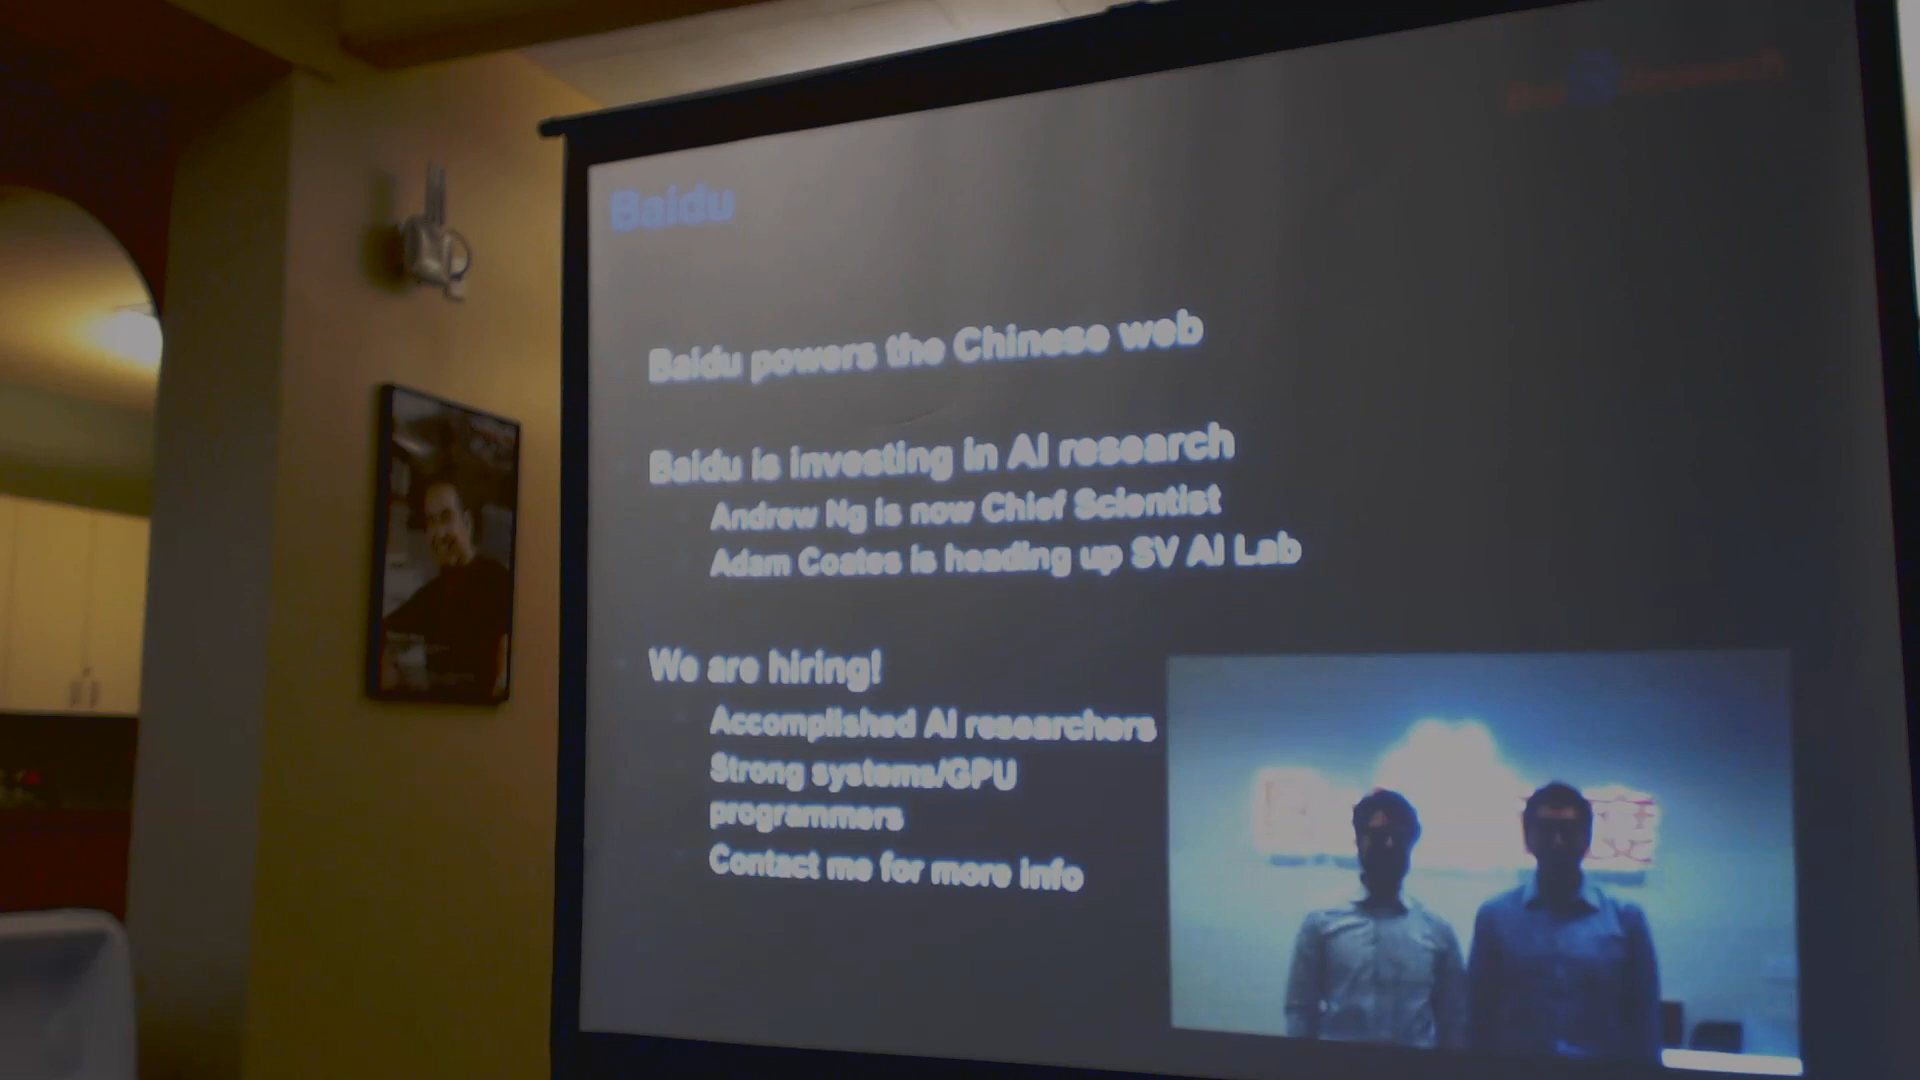 Baidu
Baidu powers the Chinese web
Baidu is investing in AI research
Andrew Ng is now Chief Scientist
Adam Coates is heading up SV AI Lab
We are hiring!
Accomplished AI researchers
Strong systems/GPU
programmers
Contact me for more info